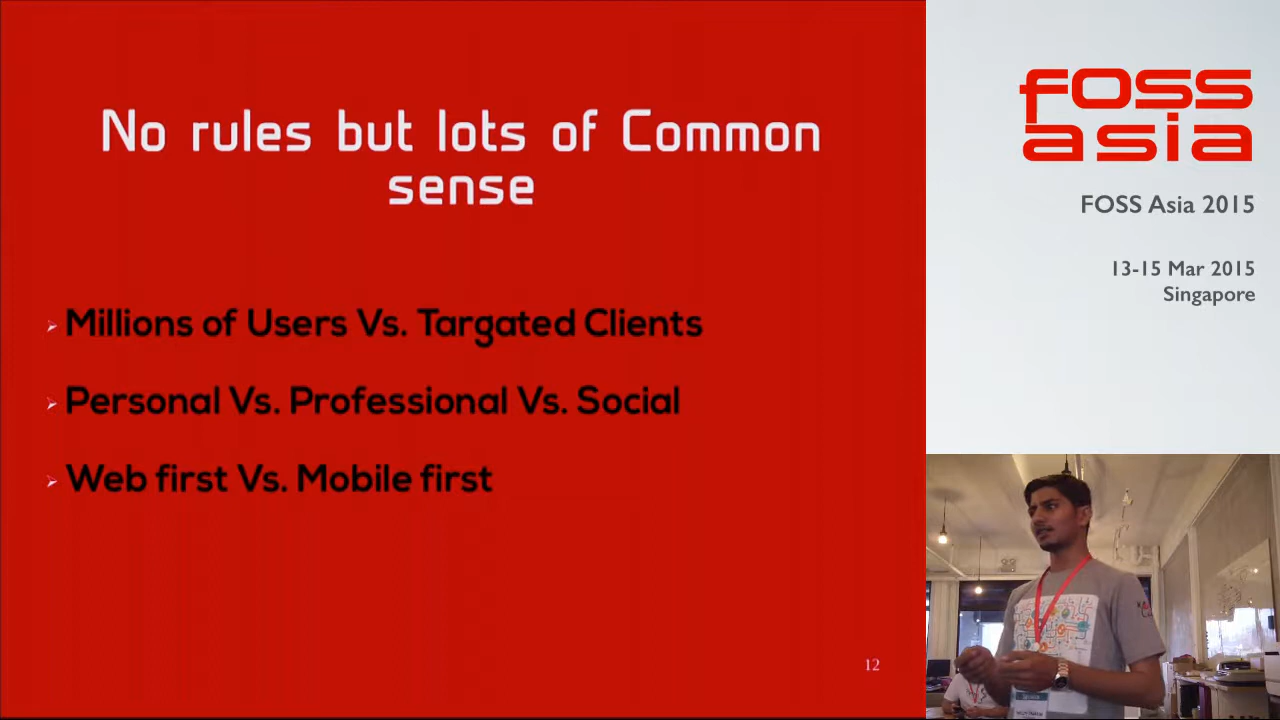 No rules but lots of Common
sense
Millions of Users Vs. Targated Clients
Personal Vs. Professional Vs. Social
Web first Vs. Mobile first
12
foss
asia
FOSS Asia 2015
13-15 Mar 2015
Singapore